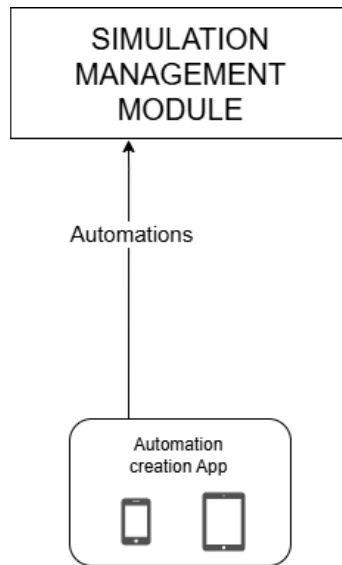 SIMULATION
MANAGEMENT
MODULE
Automations
Automation
creation App